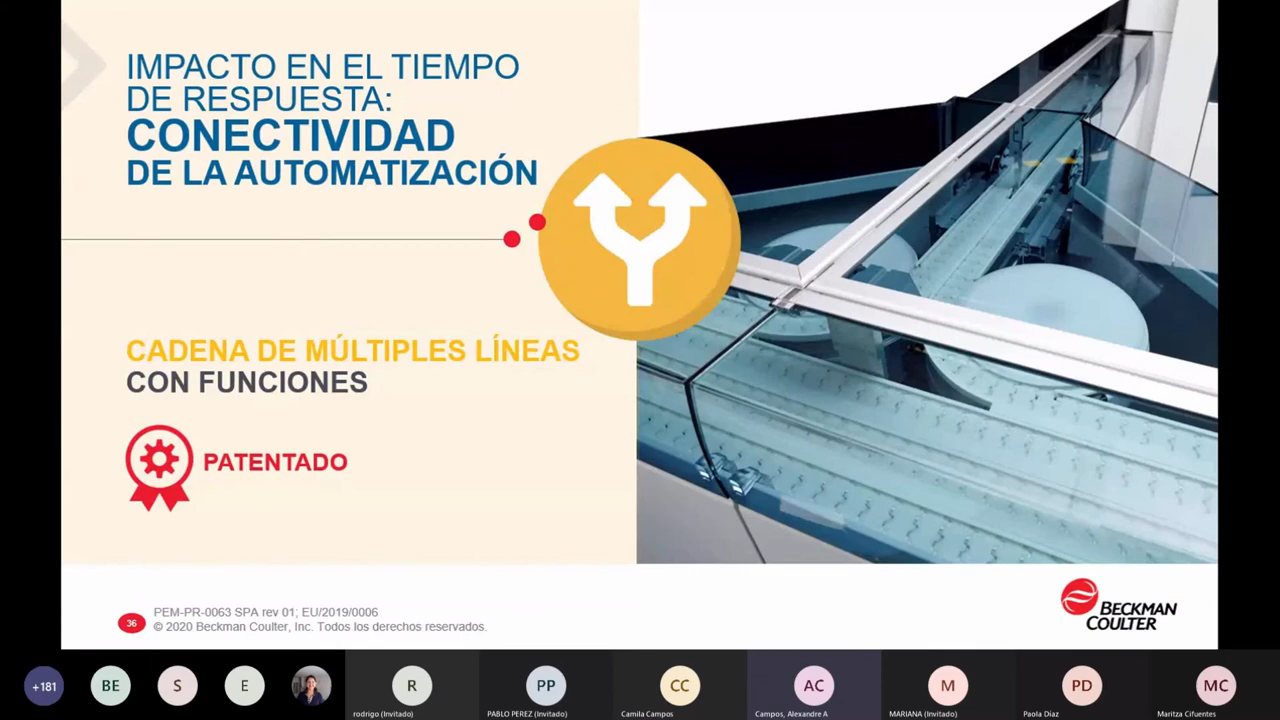 IMPACTO EN EL TIEMPO
DE RESPUESTA:
CONECTIVIDAD
DE LA AUTOMATIZACIÓN
CADENA DE MÚLTIPLES LÍNEAS
CON FUNCIONES
PATENTADO
36
PEM-PR-0063 SPA rev 01; EU/2019/0006
© 2020 Beckman Coulter, Inc. Todos los derechos reservados.
BECKMAN
COULTER
+181
BE
S
E
R
PP
CC
AC
M
PD
MC
rodrigo (Invitado)
PABLO PEREZ (Invitado)
Camila Campos
Campos, Alexandre A
MARIANA (Invitado)
Paola Díaz
Maritza Cifuentes